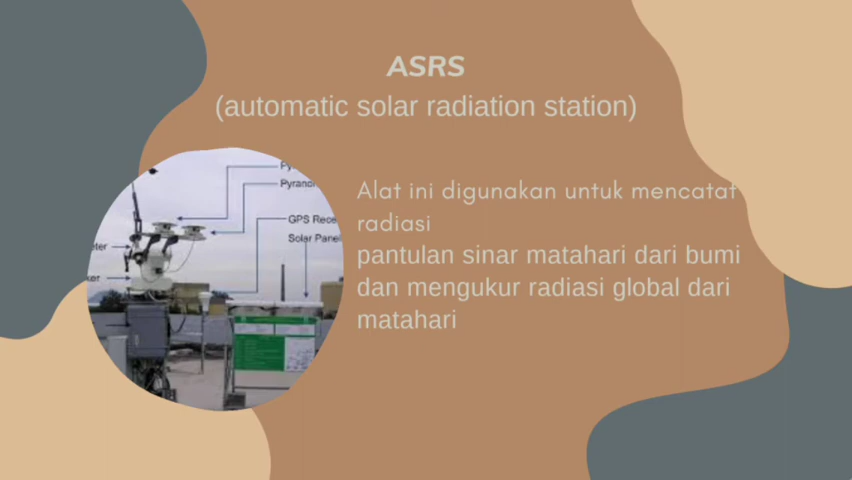 ASRS
(automatic solar radiation station)
Alat ini digunakan untuk mencatat
radiasi
pantulan sinar matahari dari bumi
dan mengukur radiasi global dari
matahari
GPS Rece
Solar Panel